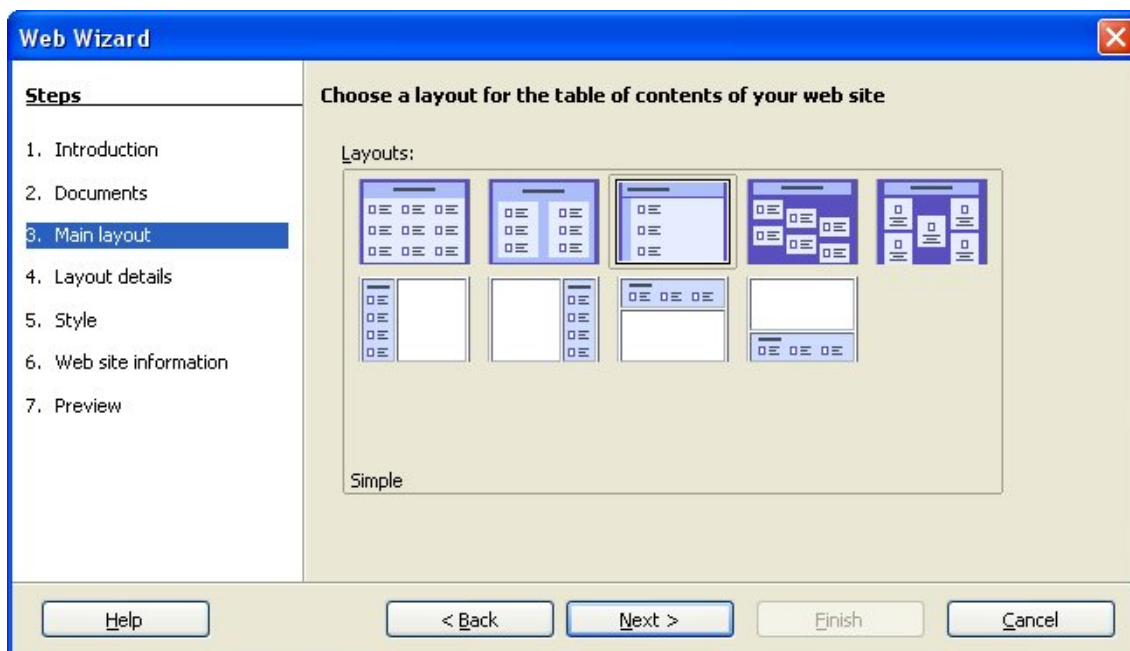 Web Wizard
Steps
1. Introduction
2. Documents
3. Main layout
4. Layout details
5. Style
6. Web site information
7. Preview
Choose a layout for the table of contents of your web site
Layouts:
Simple
Help
< Back
Next >
Finish
Cancel